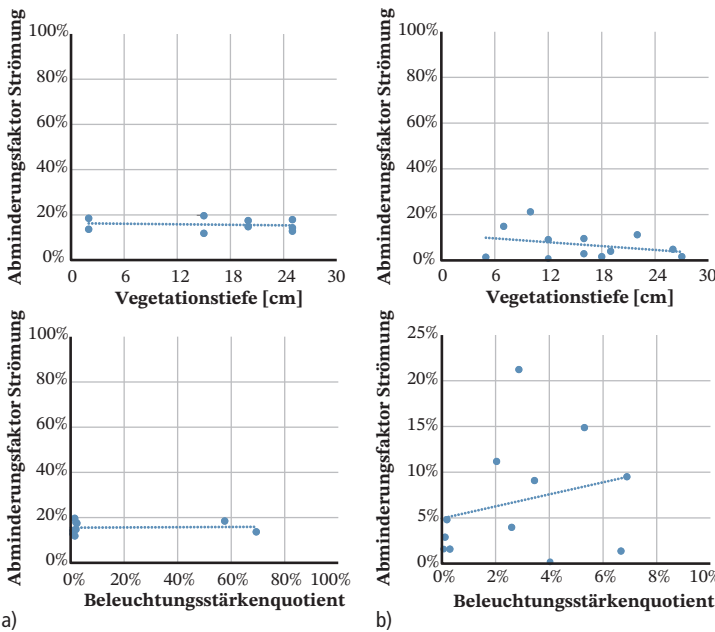 Abminderungsfaktor Strömung
100%
80%
60%
40%
20%
0%
0 6 12 18 24 30
Vegetationstiefe [cm]
Abminderungsfaktor Strömung
100%
80%
60%
40%
20%
0%
0 6 12 18 24 30
Vegetationstiefe [cm]
Abminderungsfaktor Strömung
100%
80%
60%
40%
20%
0%
0% 20% 40% 60% 80% 100%
Beleuchtungsstärkenquotient
a)
Abminderungsfaktor Strömung
25%
20%
15%
10%
5%
0%
0% 2% 4% 6% 8% 10%
Beleuchtungsstärkenquotient
b)